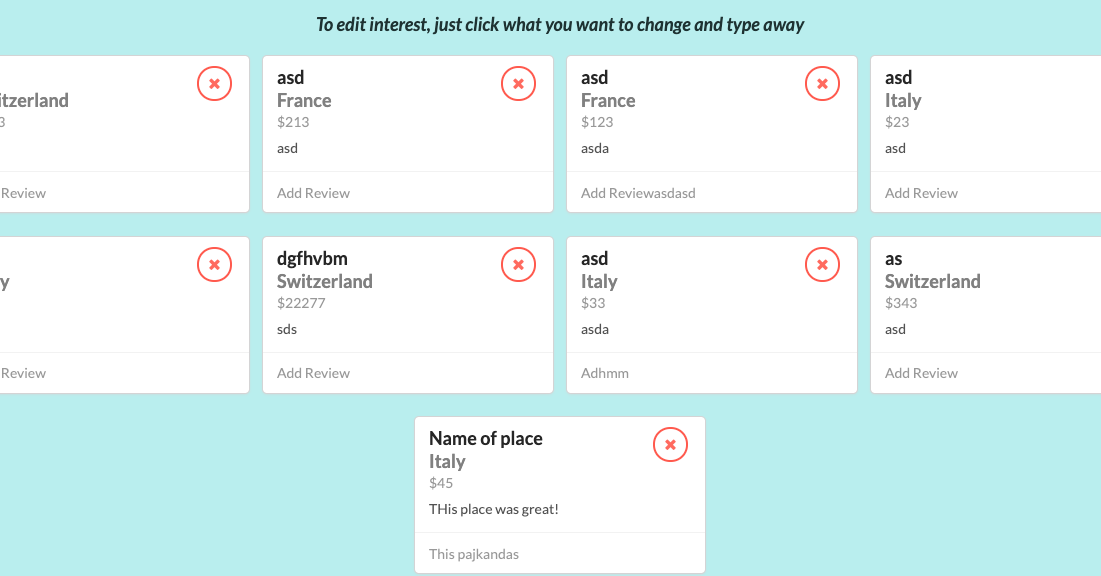 To edit interest, just click what you want to change and type away
itzerland
3
Review
asd
France
$213
asd
Add Review
asd
France
$123
asda
Add Reviewasdasd
asd
Italy
$23
asd
Add Review
y
Review
dgfhvbm
Switzerland
$22277
sds
Add Review
asd
Italy
$33
asda
Adhmm
as
Switzerland
$343
asd
Add Review
Name of place
Italy
$45
THis place was great!
This pajkandas